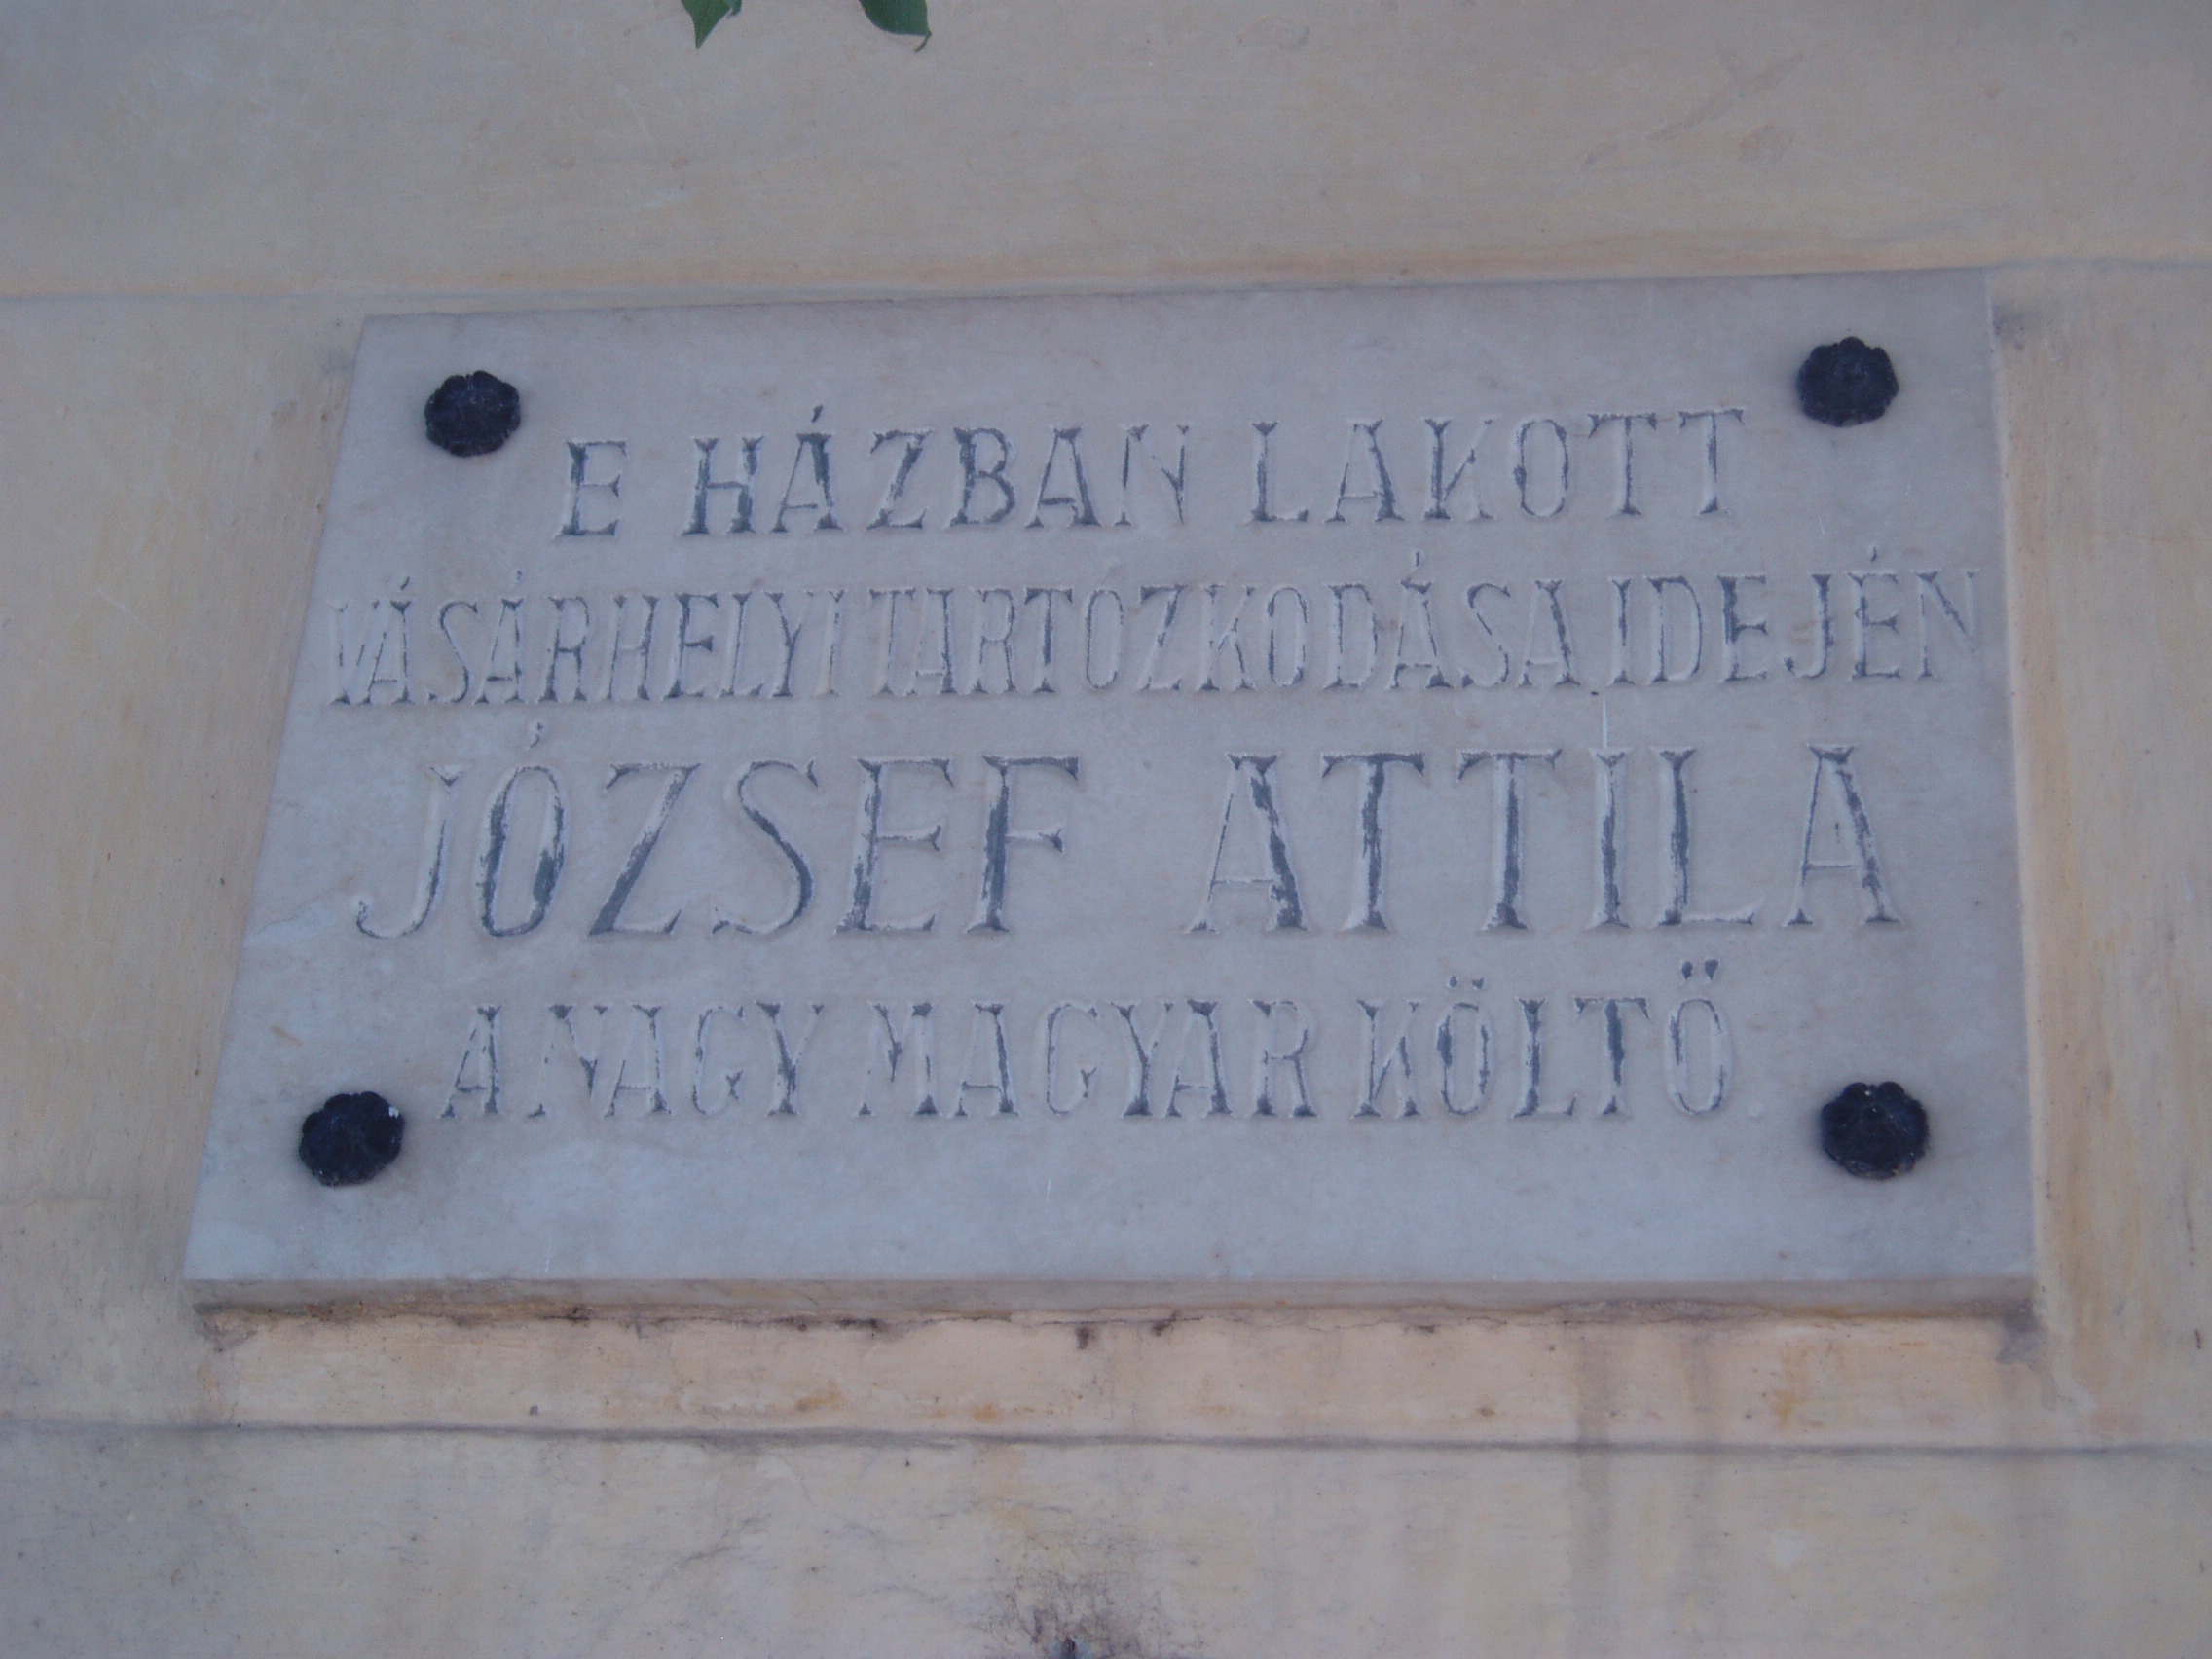 E HÁZBAN LAKOTT
VÁSÁRHELYI TARTÓZKODÁSA IDEJÉN
JÓZSEF ATTILA
A NAGY MAGYAR KÖLTŐ